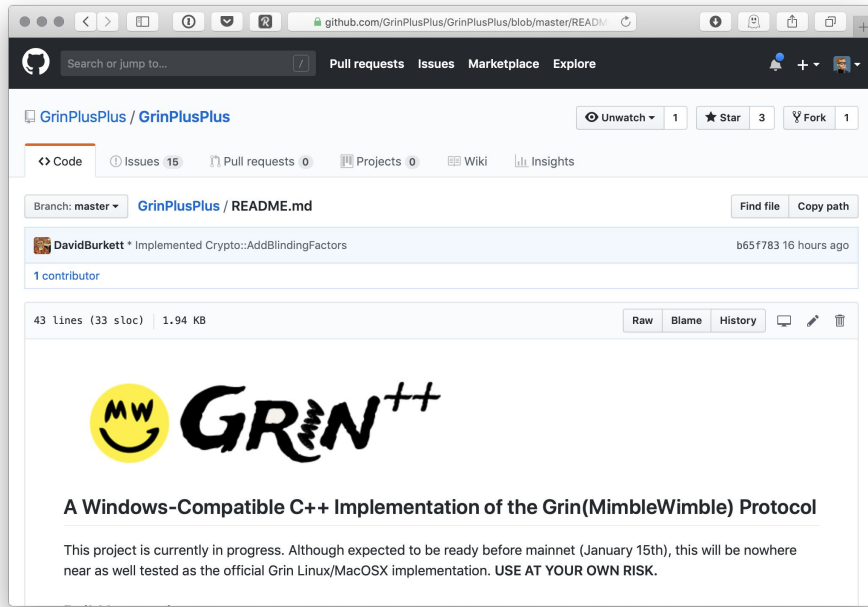 github.com/GrinPlusPlus/GrinPlusPlus/blob/master/READM
Search or jump to... /
Pull requests Issues Marketplace Explore
GrinPlusPlus / GrinPlusPlus
Unwatch 1 Star 3 Fork 1
<> Code Issues 15 Pull requests 0 Projects 0 Wiki Insights
Branch: master GrinPlusPlus / README.md Find file Copy path
DavidBurkett * Implemented Crypto::AddBlindingFactors b65f783 16 hours ago
1 contributor
43 lines (33 sloc) 1.94 KB Raw Blame History
MW GRIN++
A Windows-Compatible C++ Implementation of the Grin(MimbleWimble) Protocol
This project is currently in progress. Although expected to be ready before mainnet (January 15th), this will be nowhere
near as well tested as the official Grin Linux/MacOSX implementation. USE AT YOUR OWN RISK.